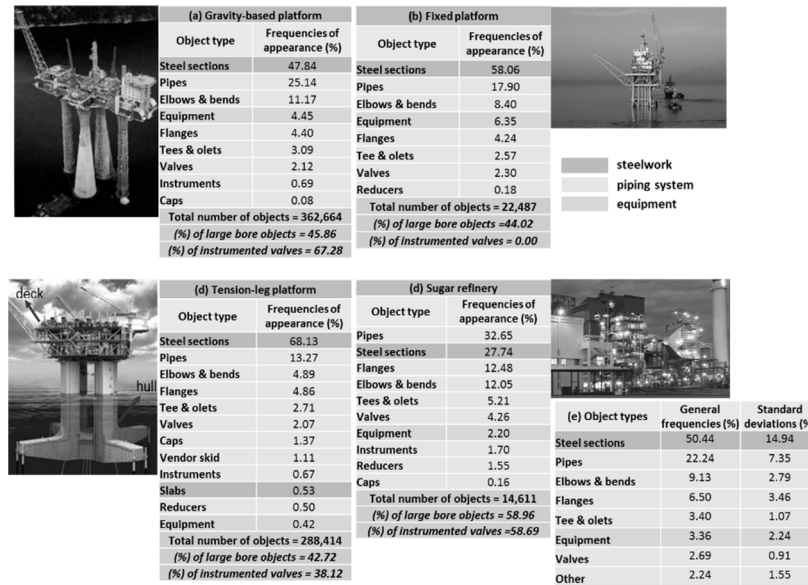 (a) Gravity-based platform
Object type Frequencies of appearance (%)
Steel sections 47.84
Pipes 25.14
Elbows & bends 11.17
Equipment 4.45
Flanges 4.40
Tees & olets 3.09
Valves 2.12
Instruments 0.69
Caps 0.08
Total number of objects = 362,664
(%) of large bore objects = 45.86
(%) of instrumented valves = 67.28
(b) Fixed platform
Object type Frequencies of appearance (%)
Steel sections 58.06
Pipes 17.90
Elbows & bends 8.40
Equipment 6.35
Flanges 4.24
Tee & olets 2.57
Valves 2.30
Reducers 0.18
Total number of objects = 22,487
(%) of large bore objects =44.02
(%) of instrumented valves = 0.00
steelwork
piping system
equipment
deck
hull
(d) Tension-leg platform
Object type Frequencies of appearance (%)
Steel sections 68.13
Pipes 13.27
Elbows & bends 4.89
Flanges 4.86
Tee & olets 2.71
Valves 2.07
Caps 1.37
Vendor skid 1.11
Instruments 0.67
Slabs 0.53
Reducers 0.50
Equipment 0.42
Total number of objects = 288,414
(%) of large bore objects = 42.72
(%) of instrumented valves = 38.12
(d) Sugar refinery
Object type Frequencies of appearance (%)
Pipes 32.65
Steel sections 27.74
Flanges 12.48
Elbows & bends 12.05
Tees & olets 5.21
Valves 4.26
Equipment 2.20
Instruments 1.70
Reducers 1.55
Caps 0.16
Total number of objects = 14,611
(%) of large bore objects = 58.96
(%) of instrumented valves =58.69
(e) Object types General frequencies (%) Standard deviations (%
Steel sections 50.44 14.94
Pipes 22.24 7.35
Elbows & bends 9.13 2.79
Flanges 6.50 3.46
Tee & olets 3.40 1.07
Equipment 3.36 2.24
Valves 2.69 0.91
Other 2.24 1.55